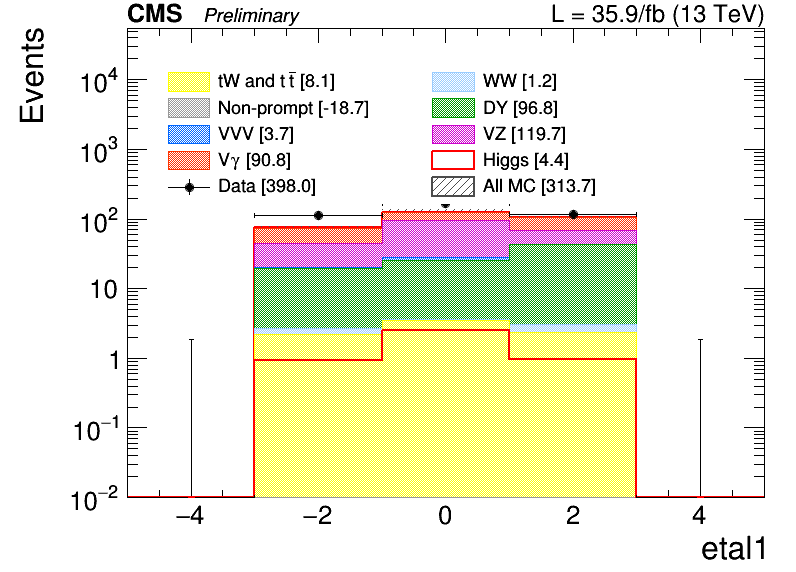 CMS Preliminary L = 35.9/fb (13 TeV)
Events
tW and t t̅ [8.1] WW [1.2]
Non-prompt [-18.7] DY [96.8]
VVV [3.7] VZ [119.7]
Vγ [90.8] Higgs [4.4]
Data [398.0] All MC [313.7]
10⁴
10³
10²
10
1
10⁻¹
10⁻²
−4 −2 0 2 4
etal1